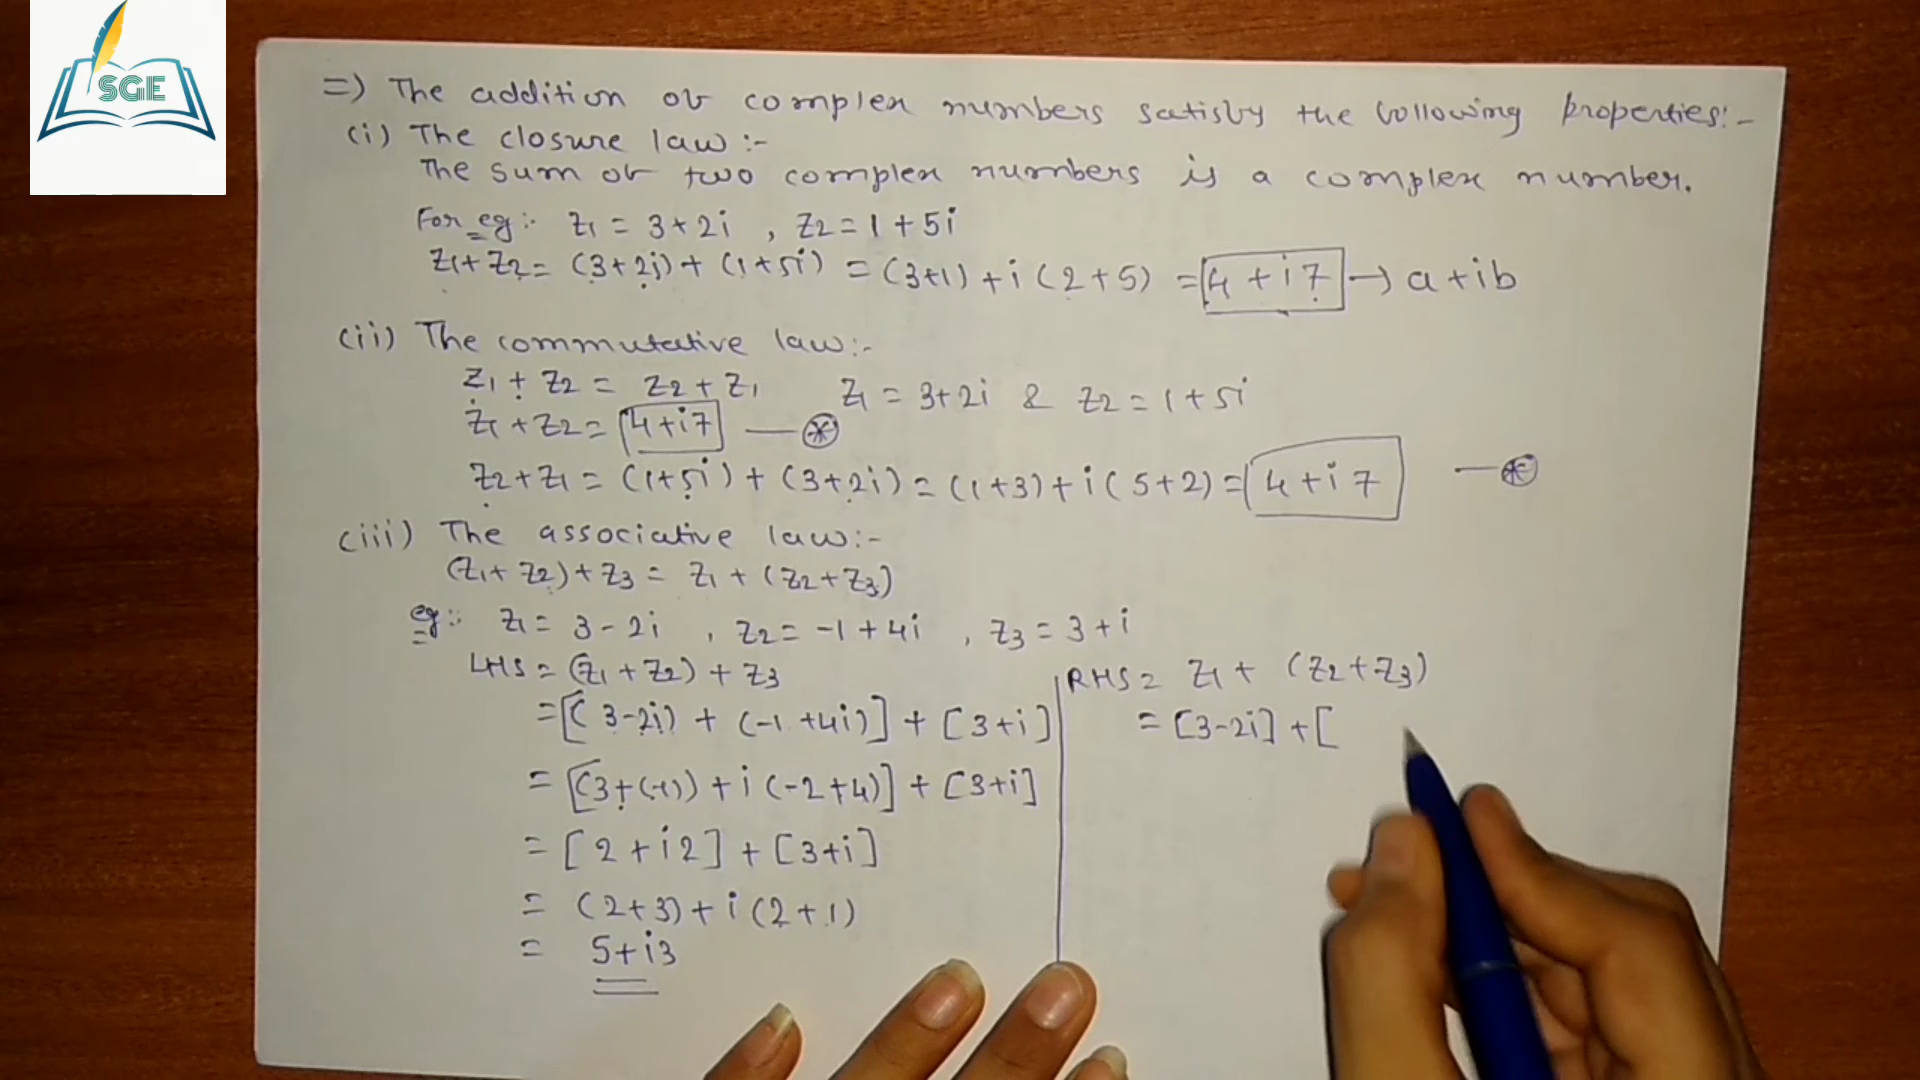 SGE
=) The addition of complex numbers satisfy the following properties:-
(i) The closure law :-
The sum of two complex numbers is a complex number.
For eg:- z1 = 3+2i , z2 = 1+5i
z1+z2 = (3+2i)+(1+5i) = (3+1)+i(2+5) = 4+i7 → a+ib
(ii) The commutative law:-
z1+z2 = z2+z1 z1 = 3+2i & z2 = 1+5i
z1+z2 = 4+i7 — ⊛
z2+z1 = (1+5i)+(3+2i) = (1+3)+i(5+2) = 4+i7 — ⊛
(iii) The associative law:-
(z1+z2)+z3 = z1+(z2+z3)
eg:- z1 = 3-2i , z2 = -1+4i , z3 = 3+i
LHS = (z1+z2)+z3
= [(3-2i)+(-1+4i)]+[3+i]
= [(3+(-1))+i(-2+4)]+[3+i]
= [2+i2]+[3+i]
= (2+3)+i(2+1)
= 5+i3
RHS = z1+(z2+z3)
= [3-2i]+[